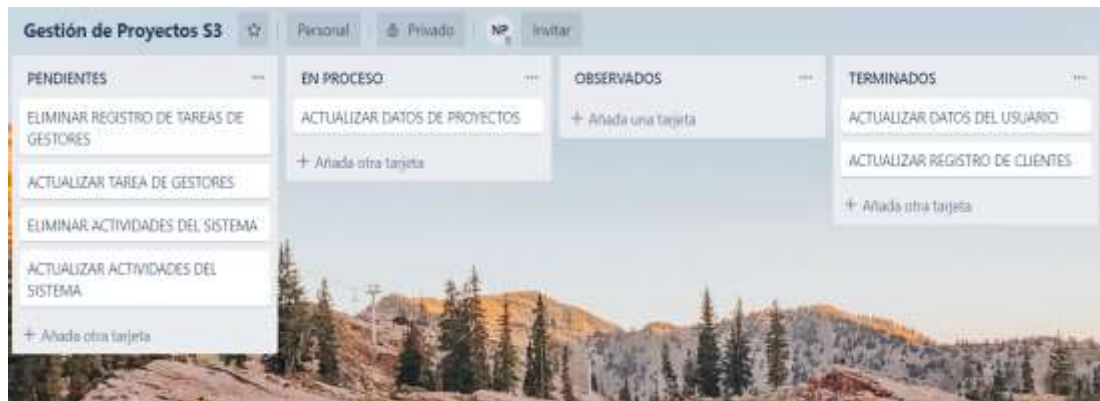 Gestión de Proyectos S3
Personal
Privado
NP
Invitar
PENDIENTES
ELIMINAR REGISTRO DE TAREAS DE
GESTORES
ACTUALIZAR TAREA DE GESTORES
ELIMINAR ACTIVIDADES DEL SISTEMA
ACTUALIZAR ACTIVIDADES DEL
SISTEMA
+ Añada otra tarjeta
EN PROCESO
ACTUALIZAR DATOS DE PROYECTOS
+ Añada otra tarjeta
OBSERVADOS
+ Añada una tarjeta
TERMINADOS
ACTUALIZAR DATOS DEL USUARIO
ACTUALIZAR REGISTRO DE CLIENTES
+ Añada otra tarjeta